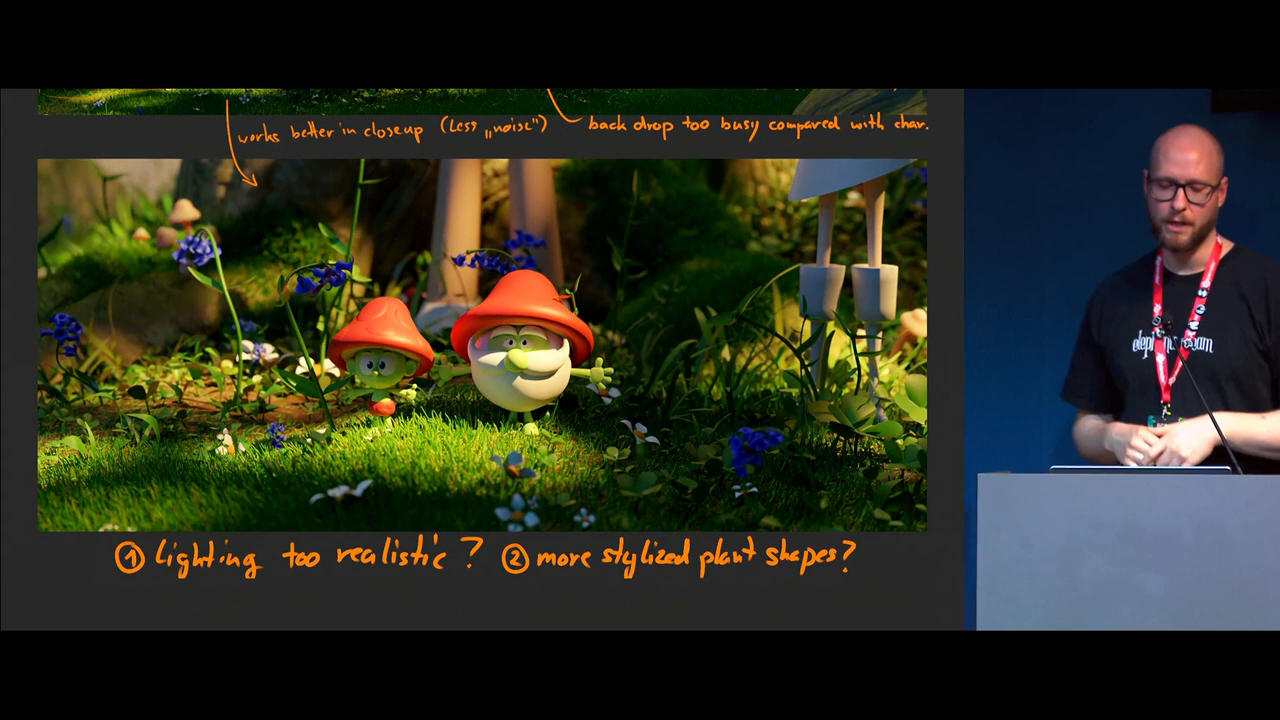 works better in closeup (Less „noise")
back drop too busy compared with char.
① Lighting too realistic? ② more stylized plant shapes?